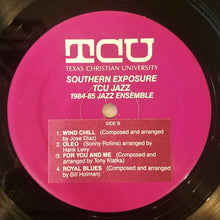 TCU
TEXAS CHRISTIAN UNIVERSITY
SOUTHERN EXPOSURE
TCU JAZZ
1984-85 JAZZ ENSEMBLE
SIDE B
1. WIND CHILL (Composed and arranged
by Jose Diaz)
2. OLEO (Sonny Rollins) arranged by
Hank Levy
3. FOR YOU AND ME (Composed and
arranged by Tony Klatka)
4. ROYAL BLUES (Composed and arranged
by Bill Holman)